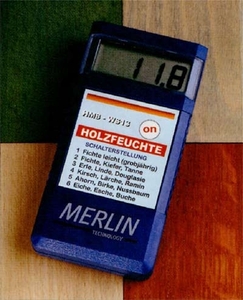 11.8
HMB - WS13
on
HOLZFEUCHTE
SCHALTERSTELLUNG
1 Fichte leicht (grobjährig)
2 Fichte, Kiefer, Tanne
3 Erle, Linde, Douglasie
4 Kirsch, Lärche, Ramin
5 Ahorn, Birke, Nussbaum
6 Eiche, Esche, Buche
MERLIN
TECHNOLOGY